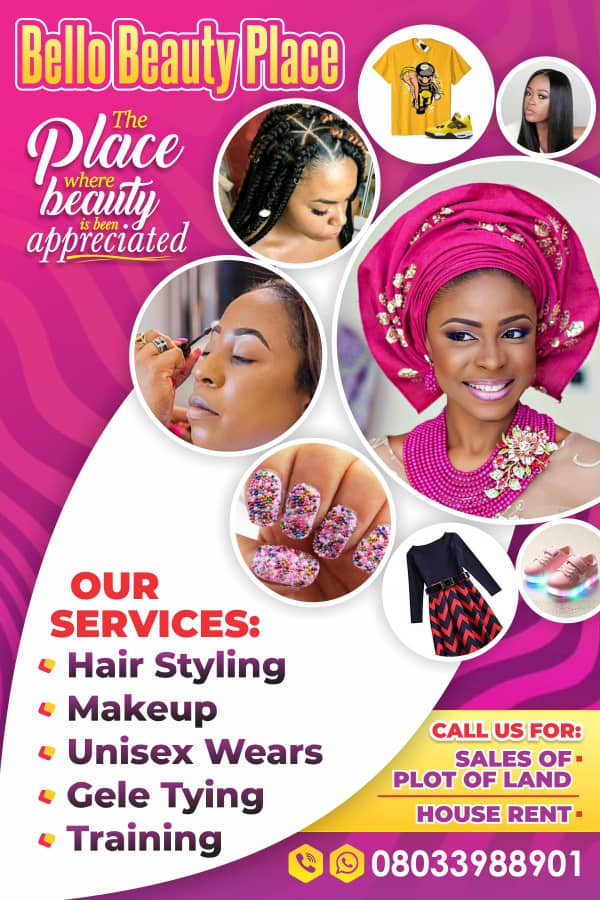 Bello Beauty Place
The
Place
where
beauty
is been
appreciated
OUR
SERVICES:
Hair Styling
Makeup
Unisex Wears
Gele Tying
Training
CALL US FOR:
SALES OF
PLOT OF LAND
HOUSE RENT
08033988901